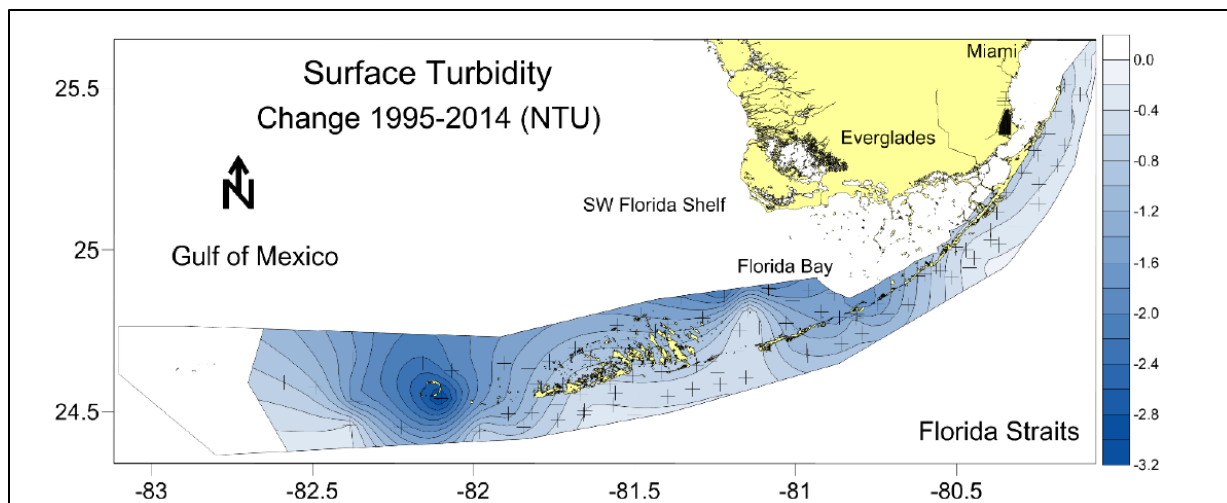 Surface Turbidity
Change 1995-2014 (NTU)
N
Gulf of Mexico
SW Florida Shelf
Florida Bay
Everglades
Miami
Florida Straits
25.5
25
24.5
-83
-82.5
-82
-81.5
-81
-80.5
0.0
-0.4
-0.8
-1.2
-1.6
-2.0
-2.4
-2.8
-3.2